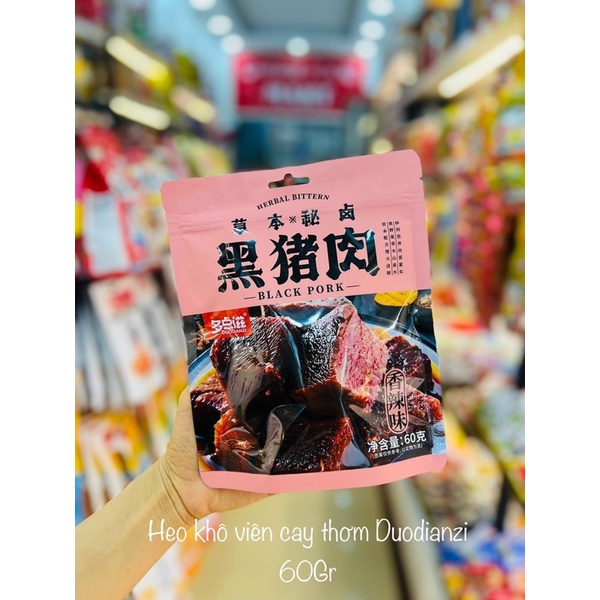 HERBAL BITTERN
草本×秘卤
黑猪肉
—BLACK PORK—
多点滋
DUODIANZI
香辣味
净含量:60克
Heo khô viên cay thơm Duodianzi
60Gr